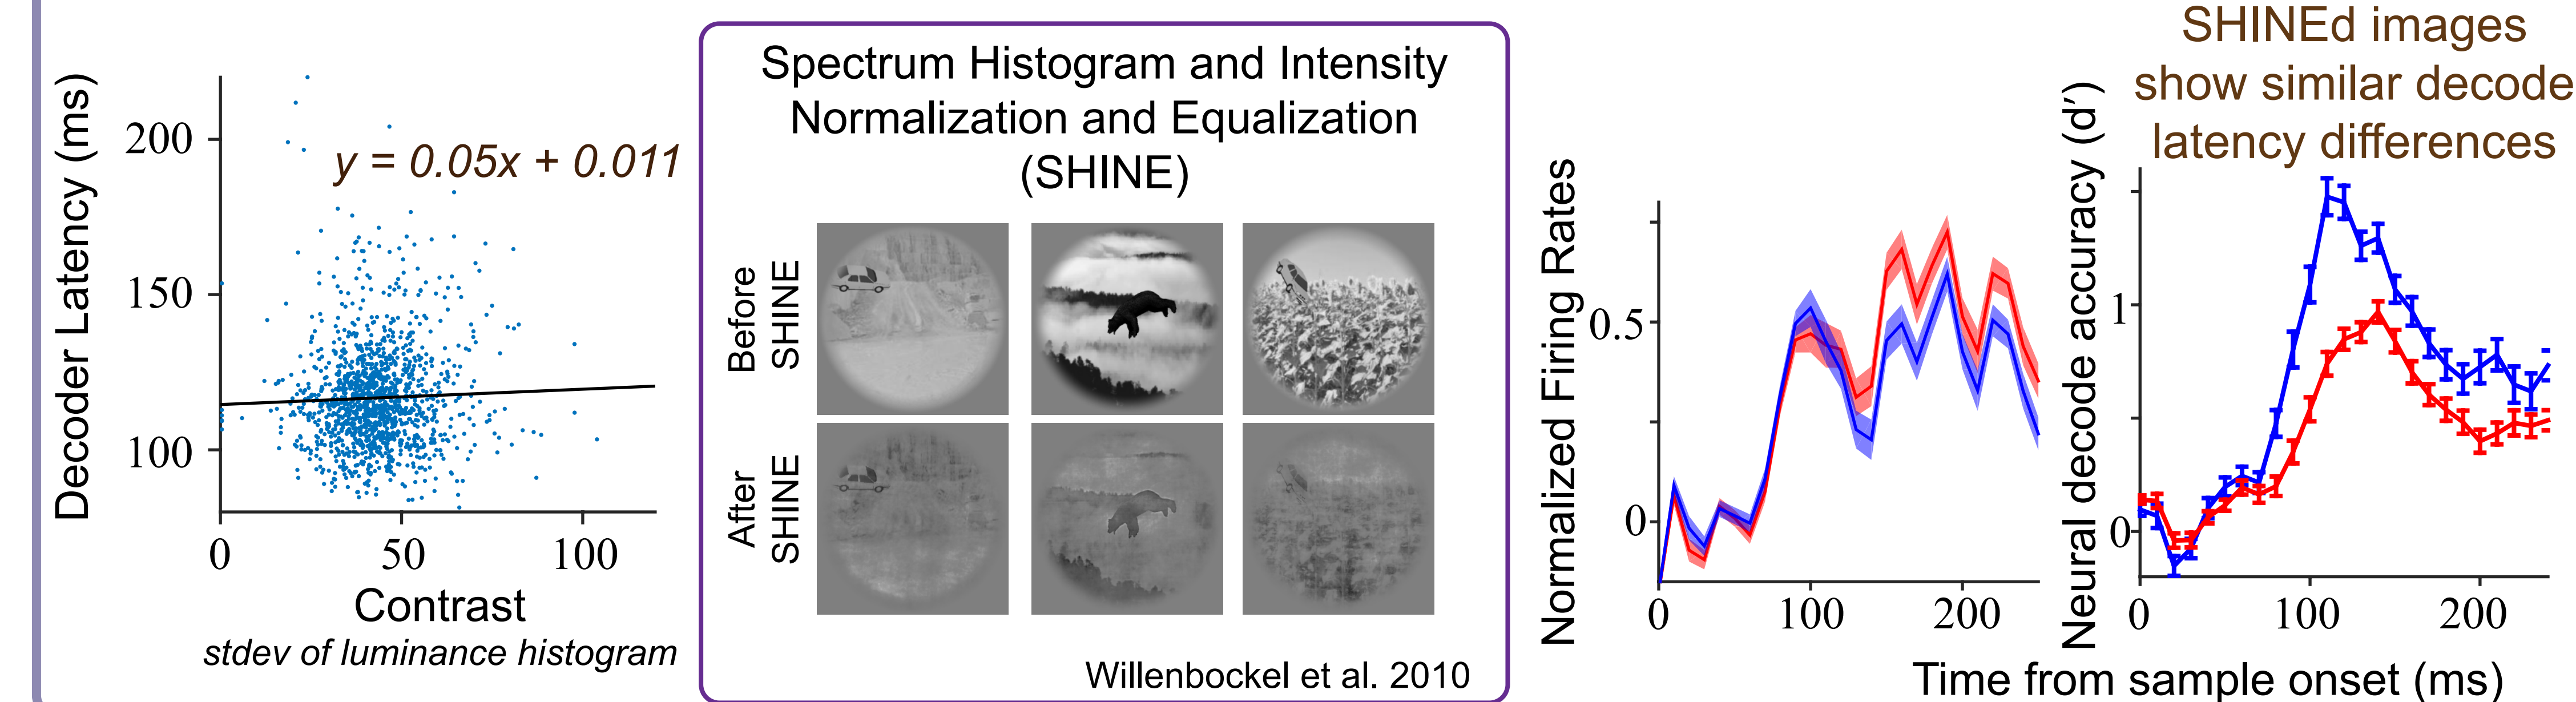 Decoder Latency (ms)
200
150
100
y = 0.05x + 0.011
0
50
100
Contrast
stdev of luminance histogram
Spectrum Histogram and Intensity
Normalization and Equalization
(SHINE)
Before
SHINE
After
SHINE
Willenbockel et al. 2010
Normalized Firing Rates
0.5
0
0
100
200
SHINEd images
show similar decode
latency differences
Neural decode accuracy (d′)
1
0
0
100
200
Time from sample onset (ms)